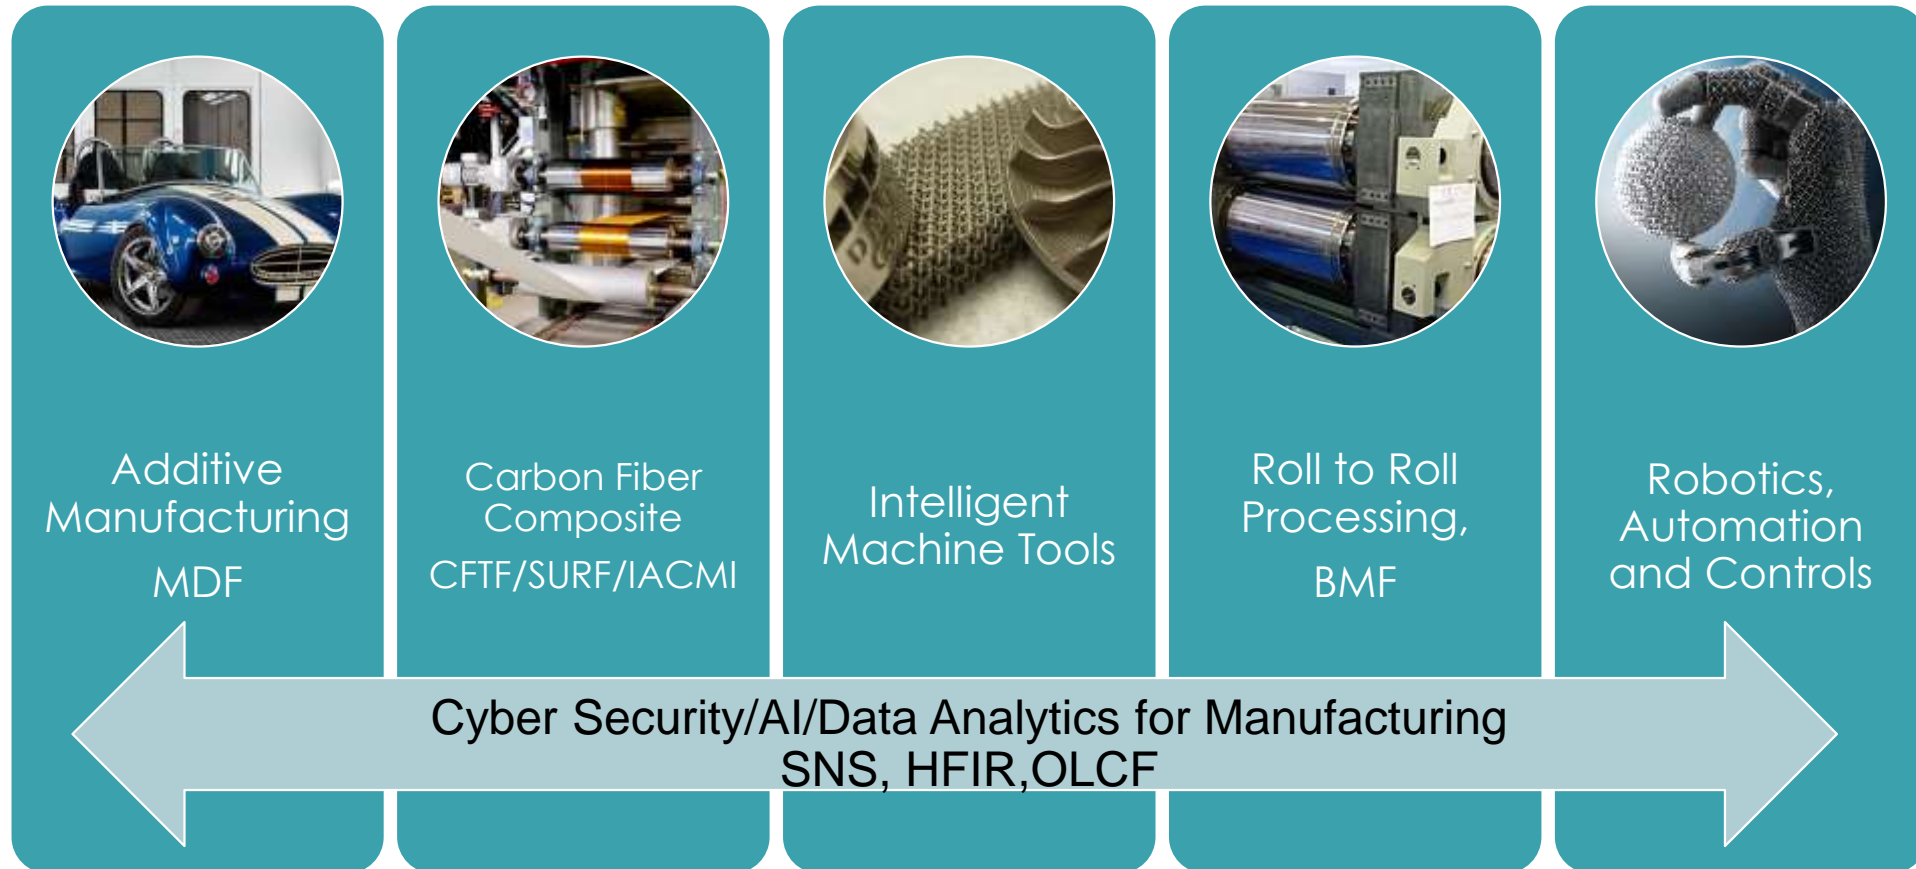 Additive
Manufacturing
MDF
Carbon Fiber
Composite
CFTF/SURF/IACMI
Intelligent
Machine Tools
Roll to Roll
Processing,
BMF
Robotics,
Automation
and Controls
Cyber Security/AI/Data Analytics for Manufacturing
SNS, HFIR,OLCF